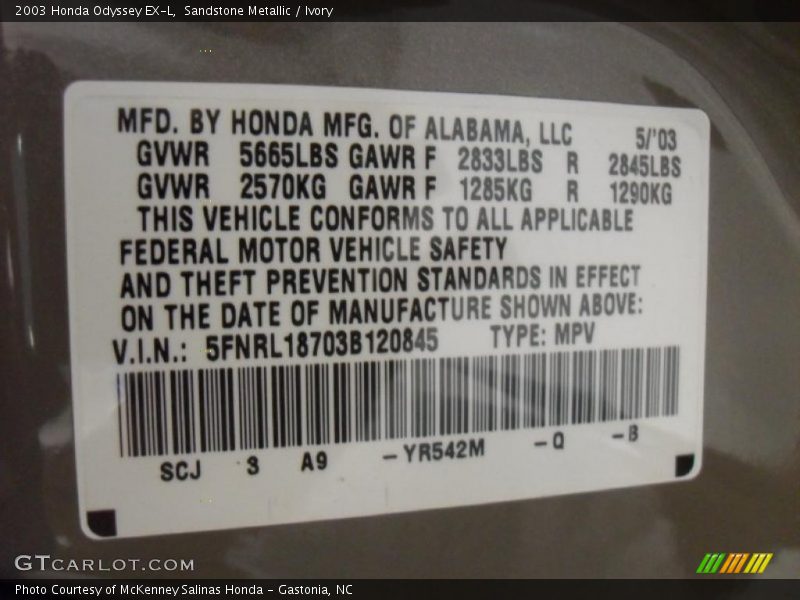 2003 Honda Odyssey EX-L, Sandstone Metallic / Ivory
MFD. BY HONDA MFG. OF ALABAMA, LLC 5/'03
GVWR 5665LBS GAWR F 2833LBS R 2845LBS
GVWR 2570KG GAWR F 1285KG R 1290KG
THIS VEHICLE CONFORMS TO ALL APPLICABLE
FEDERAL MOTOR VEHICLE SAFETY
AND THEFT PREVENTION STANDARDS IN EFFECT
ON THE DATE OF MANUFACTURE SHOWN ABOVE:
V.I.N.: 5FNRL18703B120845 TYPE: MPV
SCJ 3 A9 -YR542M -Q -B
GTCARLOT.COM
Photo Courtesy of McKenney Salinas Honda - Gastonia, NC